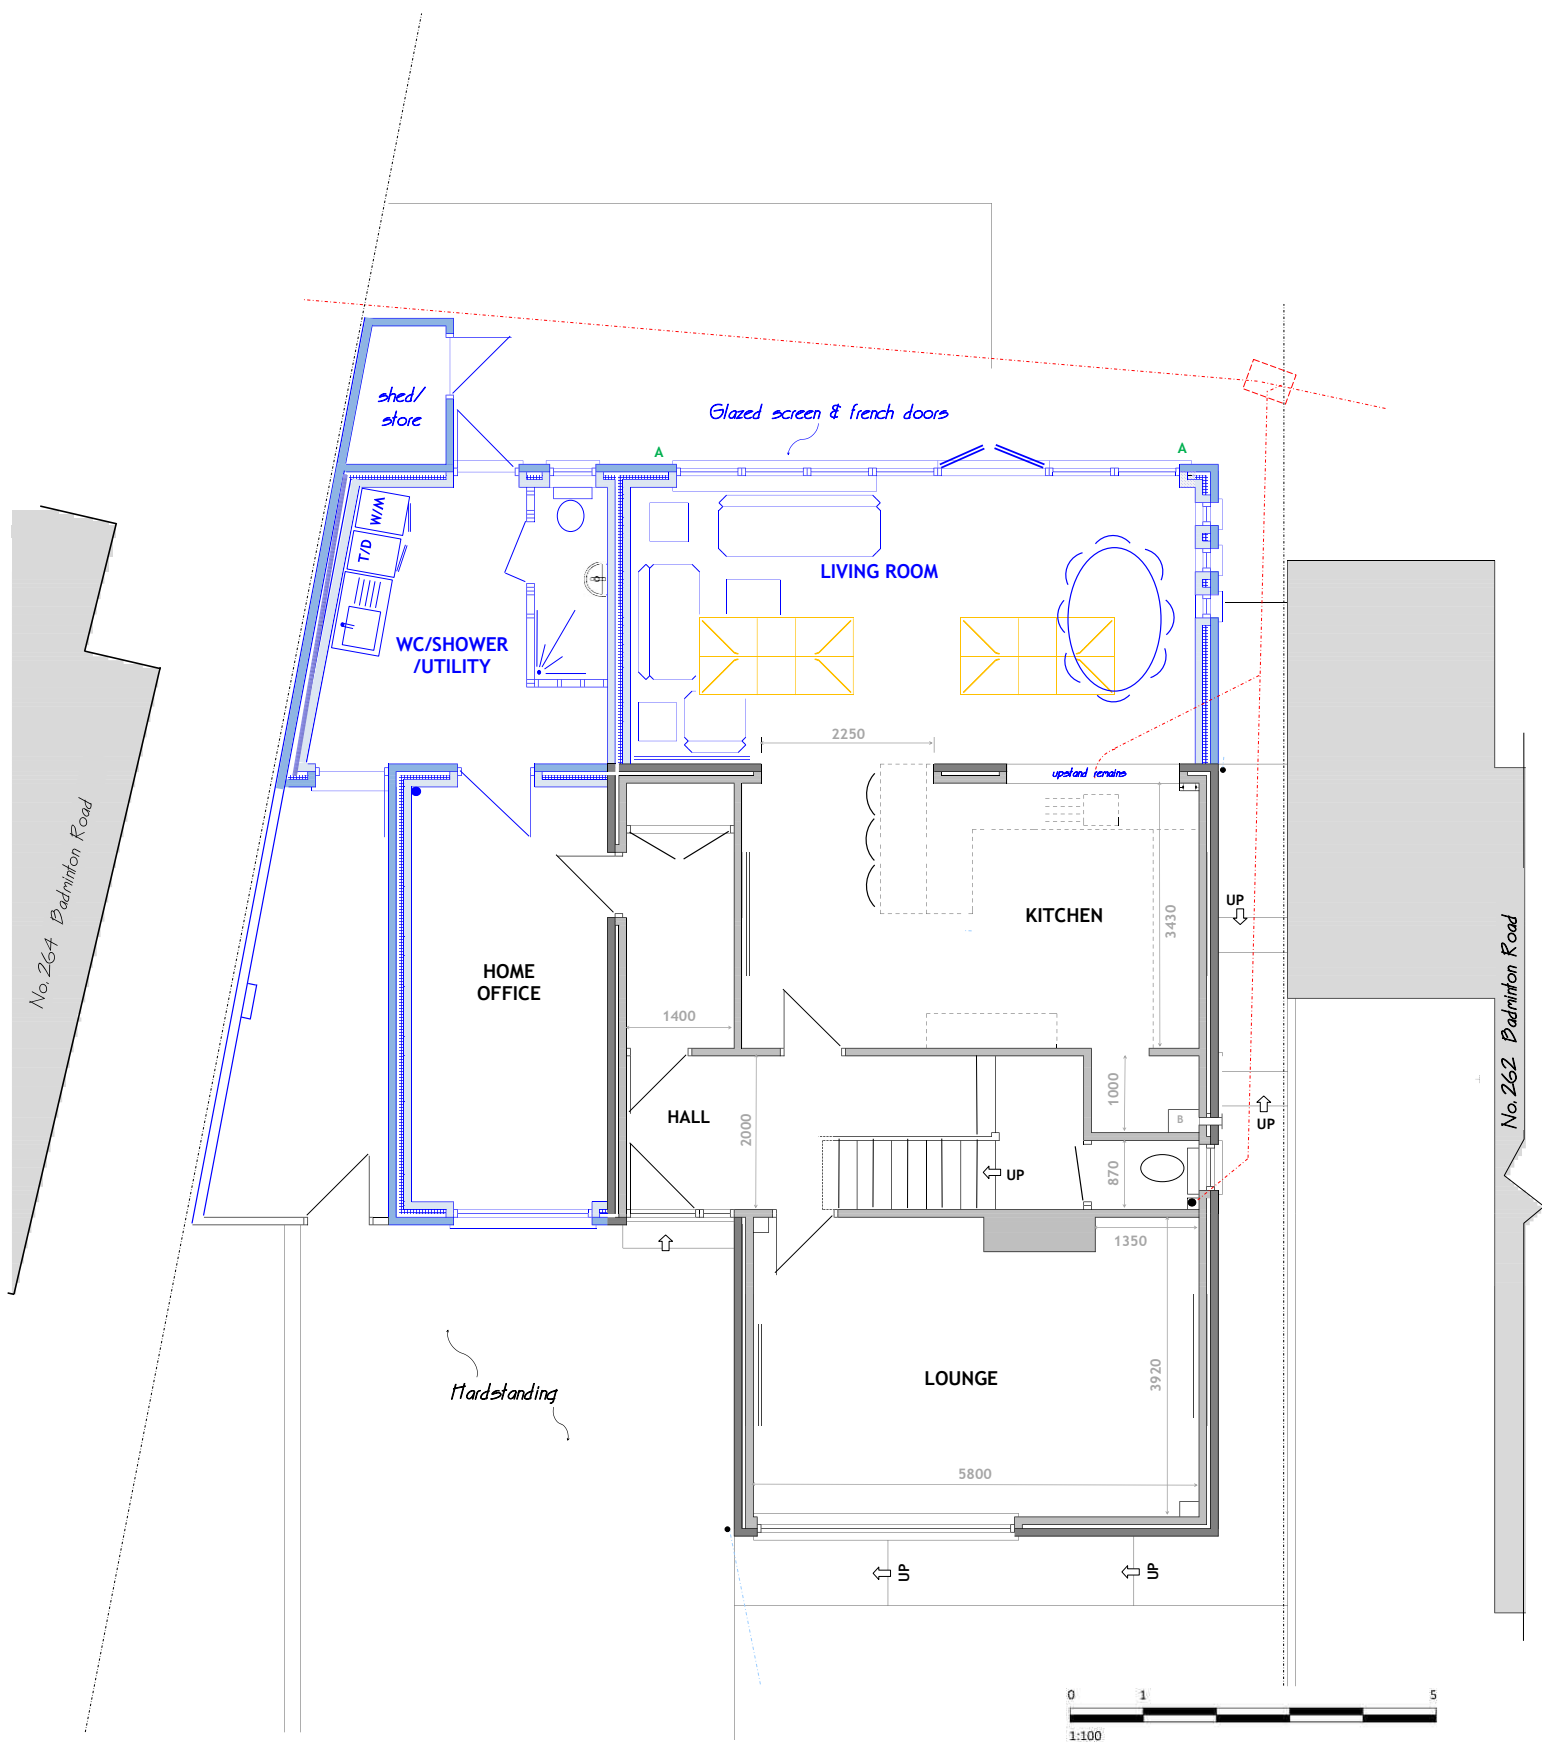 shed/
store
Glazed screen & french doors
A
A
W/M
T/D
LIVING ROOM
WC/SHOWER
/UTILITY
2250
upstand remains
No.264 Badminton Road
KITCHEN
3430
UP
HOME
OFFICE
1400
No.262 Badminton Road
HALL
2000
1000
B
UP
870
UP
1350
Hardstanding
LOUNGE
3920
5800
UP
UP
0 1 5
1:100